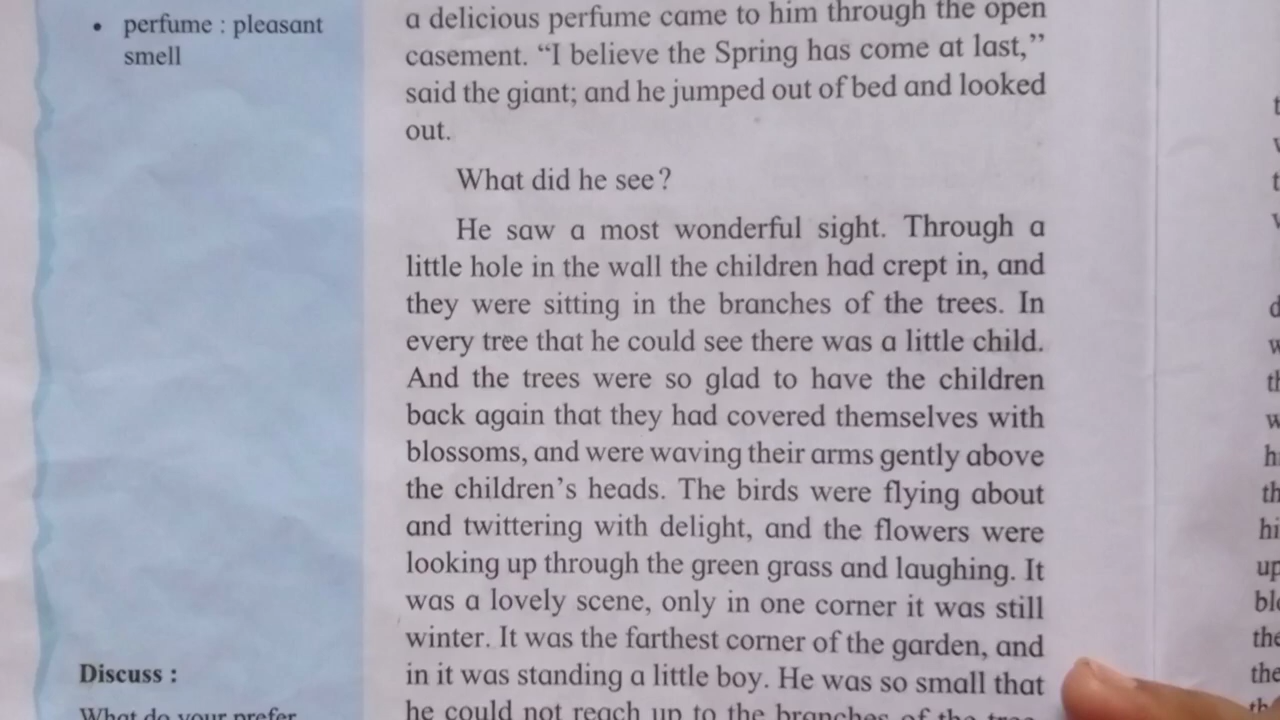 • perfume : pleasant
smell
a delicious perfume came to him through the open
casement. “I believe the Spring has come at last,”
said the giant; and he jumped out of bed and looked
out.
What did he see?
He saw a most wonderful sight. Through a
little hole in the wall the children had crept in, and
they were sitting in the branches of the trees. In
every tree that he could see there was a little child.
And the trees were so glad to have the children
back again that they had covered themselves with
blossoms, and were waving their arms gently above
the children’s heads. The birds were flying about
and twittering with delight, and the flowers were
looking up through the green grass and laughing. It
was a lovely scene, only in one corner it was still
winter. It was the farthest corner of the garden, and
in it was standing a little boy. He was so small that
he could not reach up to the branches of the tree
Discuss :
What do your prefer